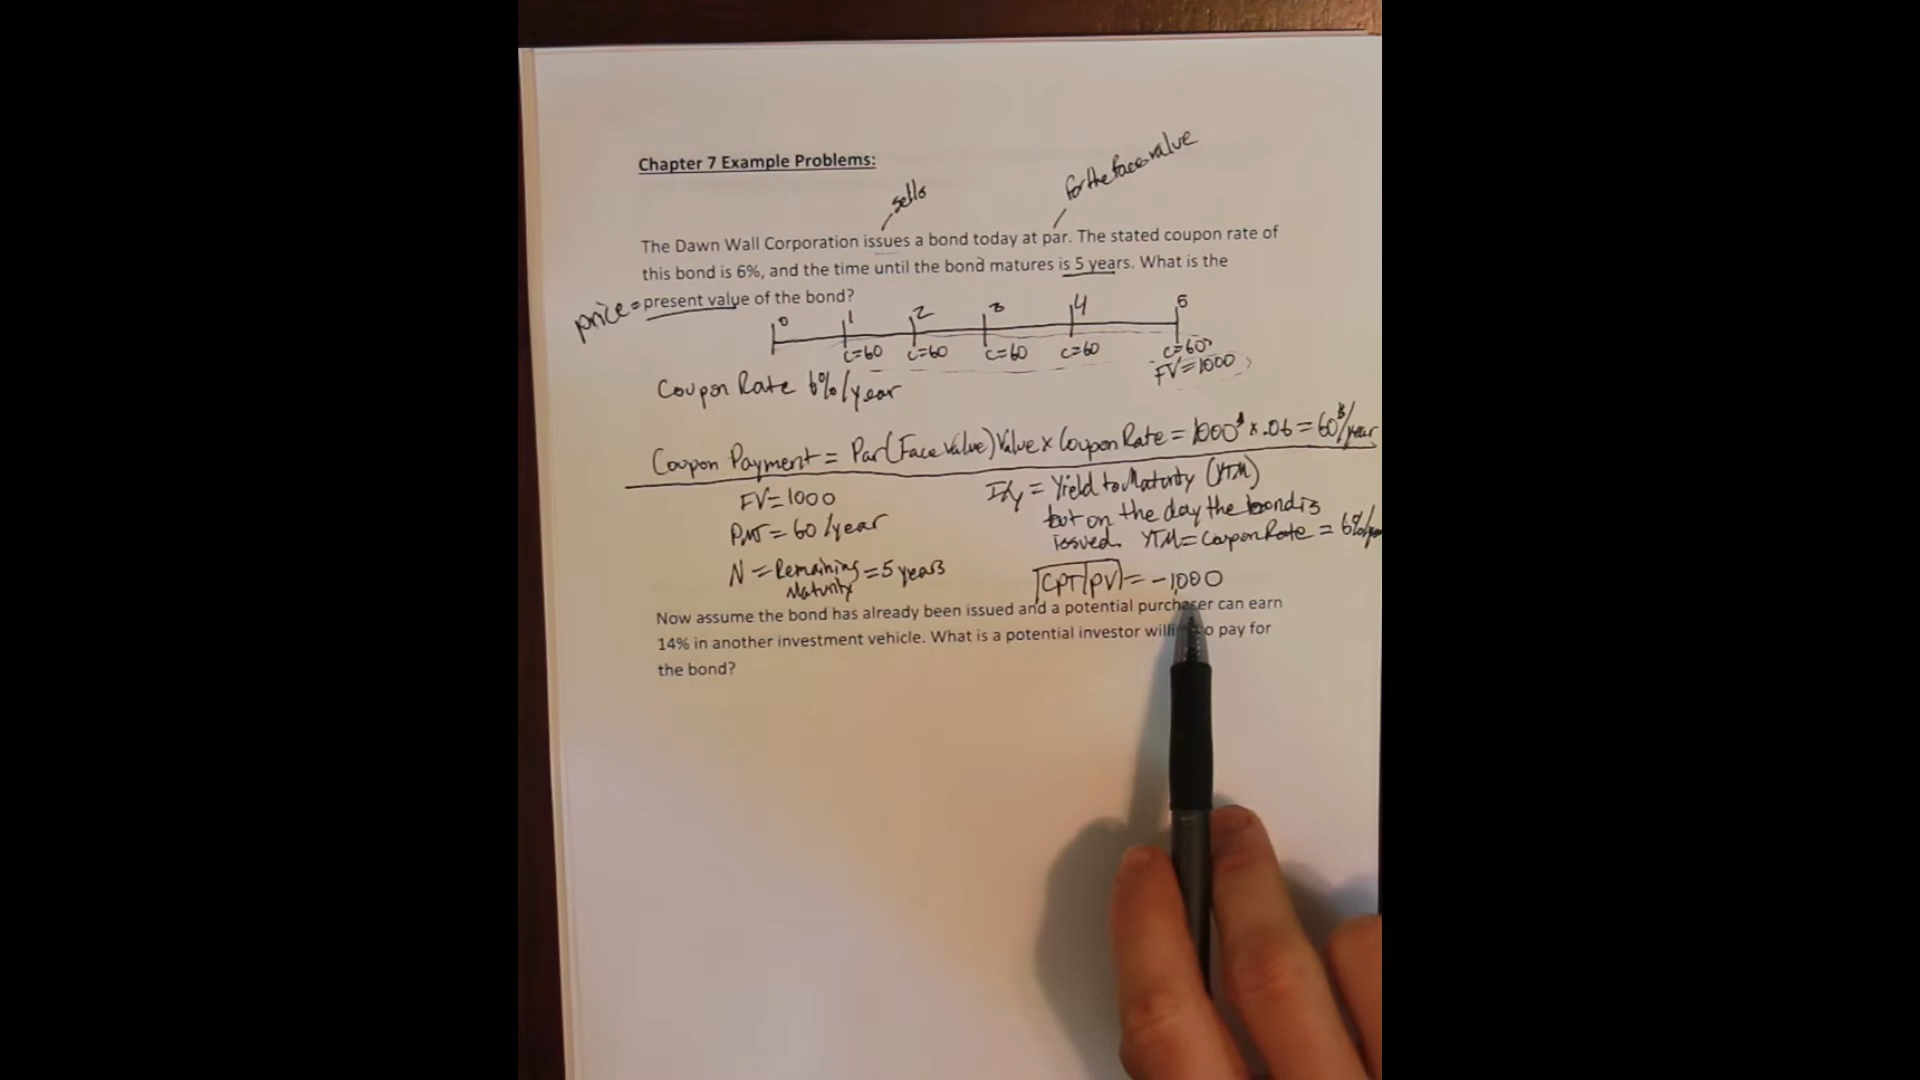 Chapter 7 Example Problems:
sells
for the face value
The Dawn Wall Corporation issues a bond today at par. The stated coupon rate of
this bond is 6%, and the time until the bond matures is 5 years. What is the
price = present value of the bond?
0 1 2 3 4 5
C=60 C=60 C=60 C=60 C=60
FV=1000
Coupon Rate 6%/year
Coupon Payment = Par(Face Value) Value x Coupon Rate = 1000$ x .06 = 60$/year
FV=1000
PMT = 60/year
N = Remaining Maturity = 5 years
I/y = Yield to Maturity (YTM)
but on the day the bond is
issued. YTM = Coupon Rate = 6%
CPT PV = -1,000
Now assume the bond has already been issued and a potential purchaser can earn
14% in another investment vehicle. What is a potential investor to pay for
the bond?